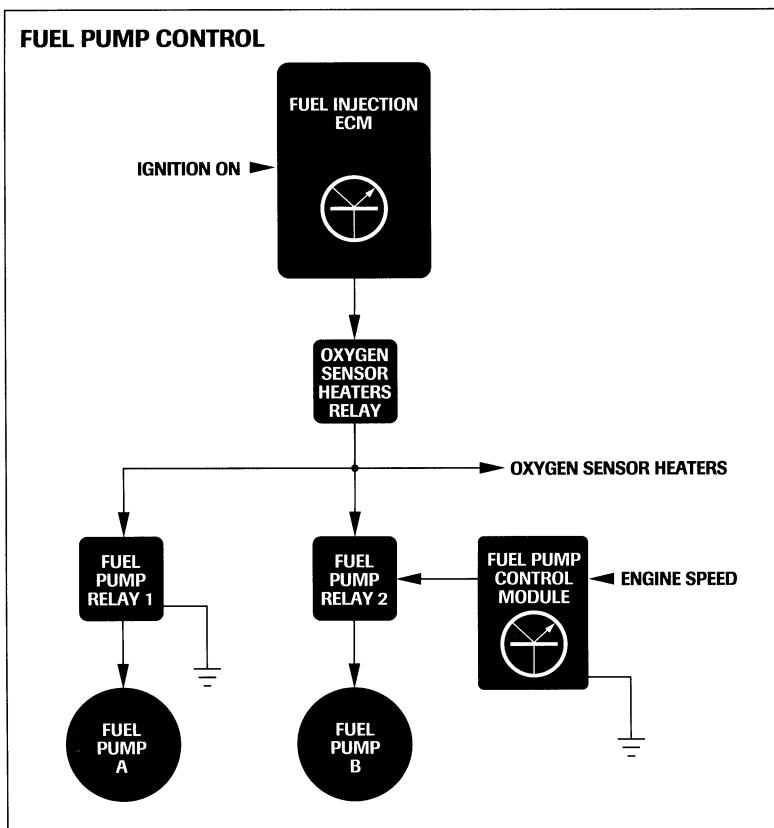 FUEL PUMP CONTROL
FUEL INJECTION
ECM
IGNITION ON
OXYGEN
SENSOR
HEATERS
RELAY
OXYGEN SENSOR HEATERS
FUEL
PUMP
RELAY 1
FUEL
PUMP
RELAY 2
FUEL PUMP
CONTROL
MODULE
ENGINE SPEED
FUEL
PUMP
A
FUEL
PUMP
B